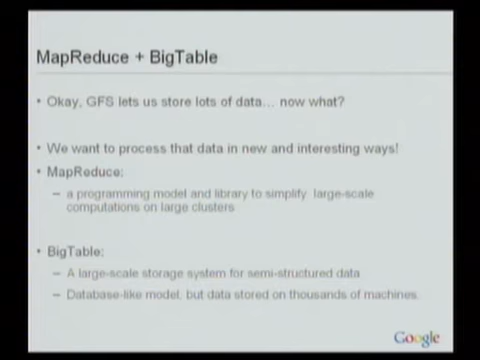 MapReduce + BigTable
• Okay, GFS lets us store lots of data... now what?
• We want to process that data in new and interesting ways!
• MapReduce:
– a programming model and library to simplify large-scale
computations on large clusters
• BigTable:
– A large-scale storage system for semi-structured data
– Database-like model, but data stored on thousands of machines
Google